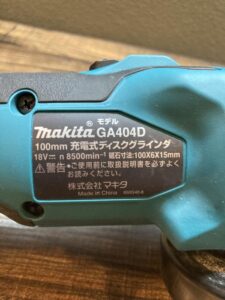 モデル
makita® GA404D
100mm 充電式ディスクグラインダ
18V⎓ n 8500min⁻¹ 砥石寸法:100X6X15mm
⚠警告 •ご使用前に取扱説明書を必ずよく
お読みください。
株式会社 マキタ
Made in China